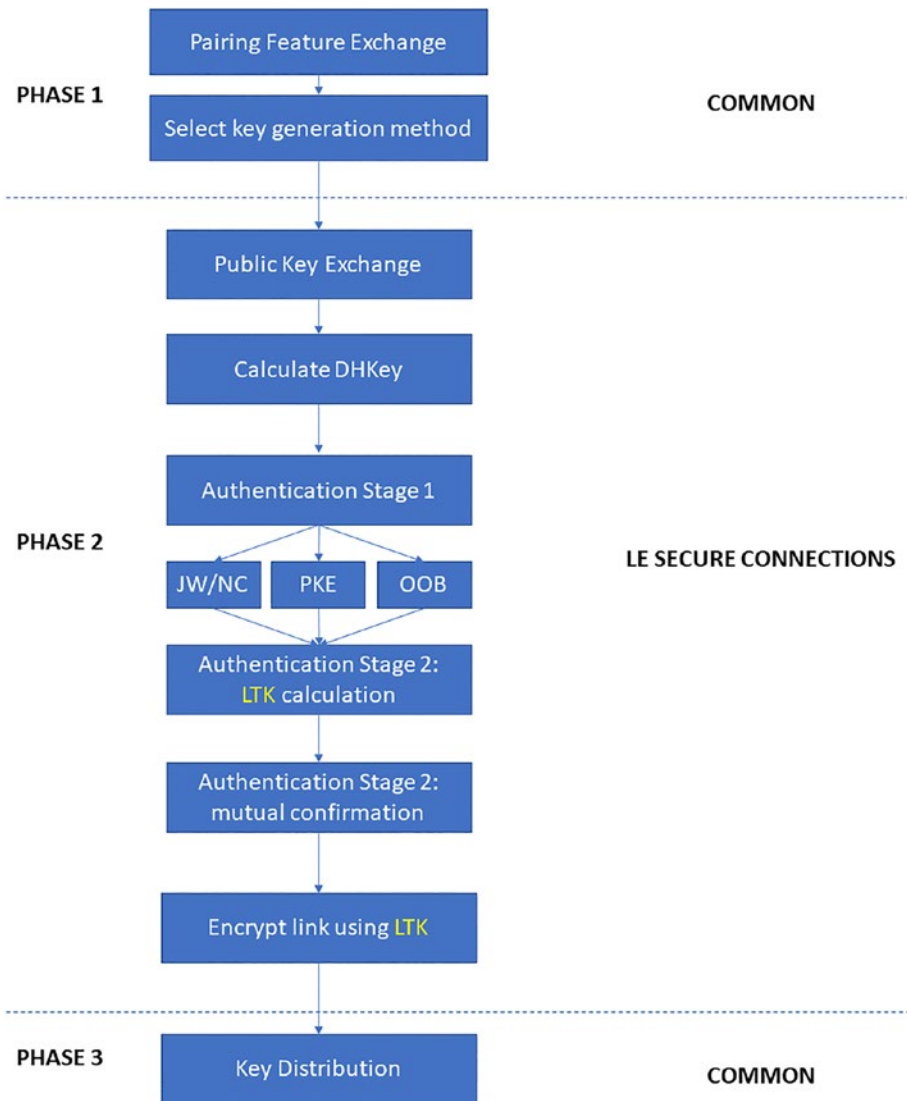 Pairing Feature Exchange
PHASE 1
COMMON
Select key generation method
Public Key Exchange
Calculate DHKey
Authentication Stage 1
PHASE 2
LE SECURE CONNECTIONS
JW/NC
PKE
OOB
Authentication Stage 2:
LTK calculation
Authentication Stage 2:
mutual confirmation
Encrypt link using LTK
PHASE 3
Key Distribution
COMMON